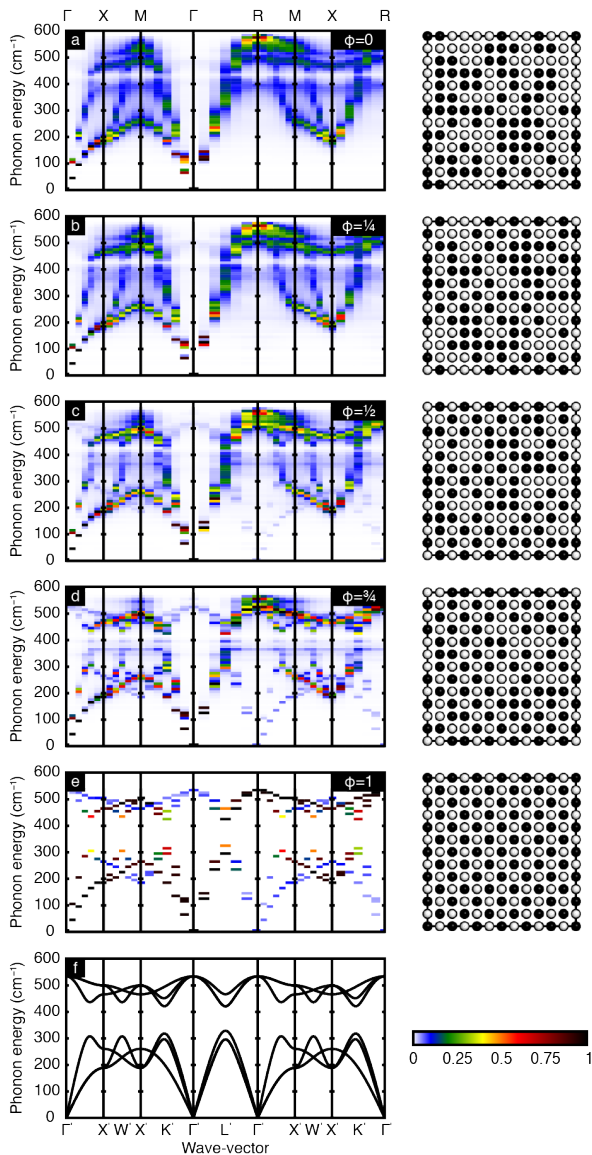 Γ X M Γ R M X R
Phonon energy (cm⁻¹)
600
500
400
300
200
100
0
a
ϕ=0
Phonon energy (cm⁻¹)
600
500
400
300
200
100
0
b
ϕ=¼
Phonon energy (cm⁻¹)
600
500
400
300
200
100
0
c
ϕ=½
Phonon energy (cm⁻¹)
600
500
400
300
200
100
0
d
ϕ=¾
Phonon energy (cm⁻¹)
600
500
400
300
200
100
0
e
ϕ=1
Phonon energy (cm⁻¹)
600
500
400
300
200
100
0
f
0 0.25 0.5 0.75 1
Γ' X' W' X' K' Γ' L' Γ' X' W' X' K' Γ'
Wave-vector